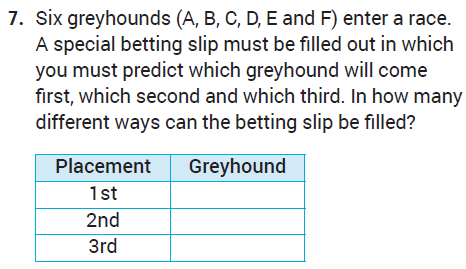 7. Six greyhounds (A, B, C, D, E and F) enter a race.
A special betting slip must be filled out in which
you must predict which greyhound will come
first, which second and which third. In how many
different ways can the betting slip be filled?
Placement Greyhound
1st
2nd
3rd